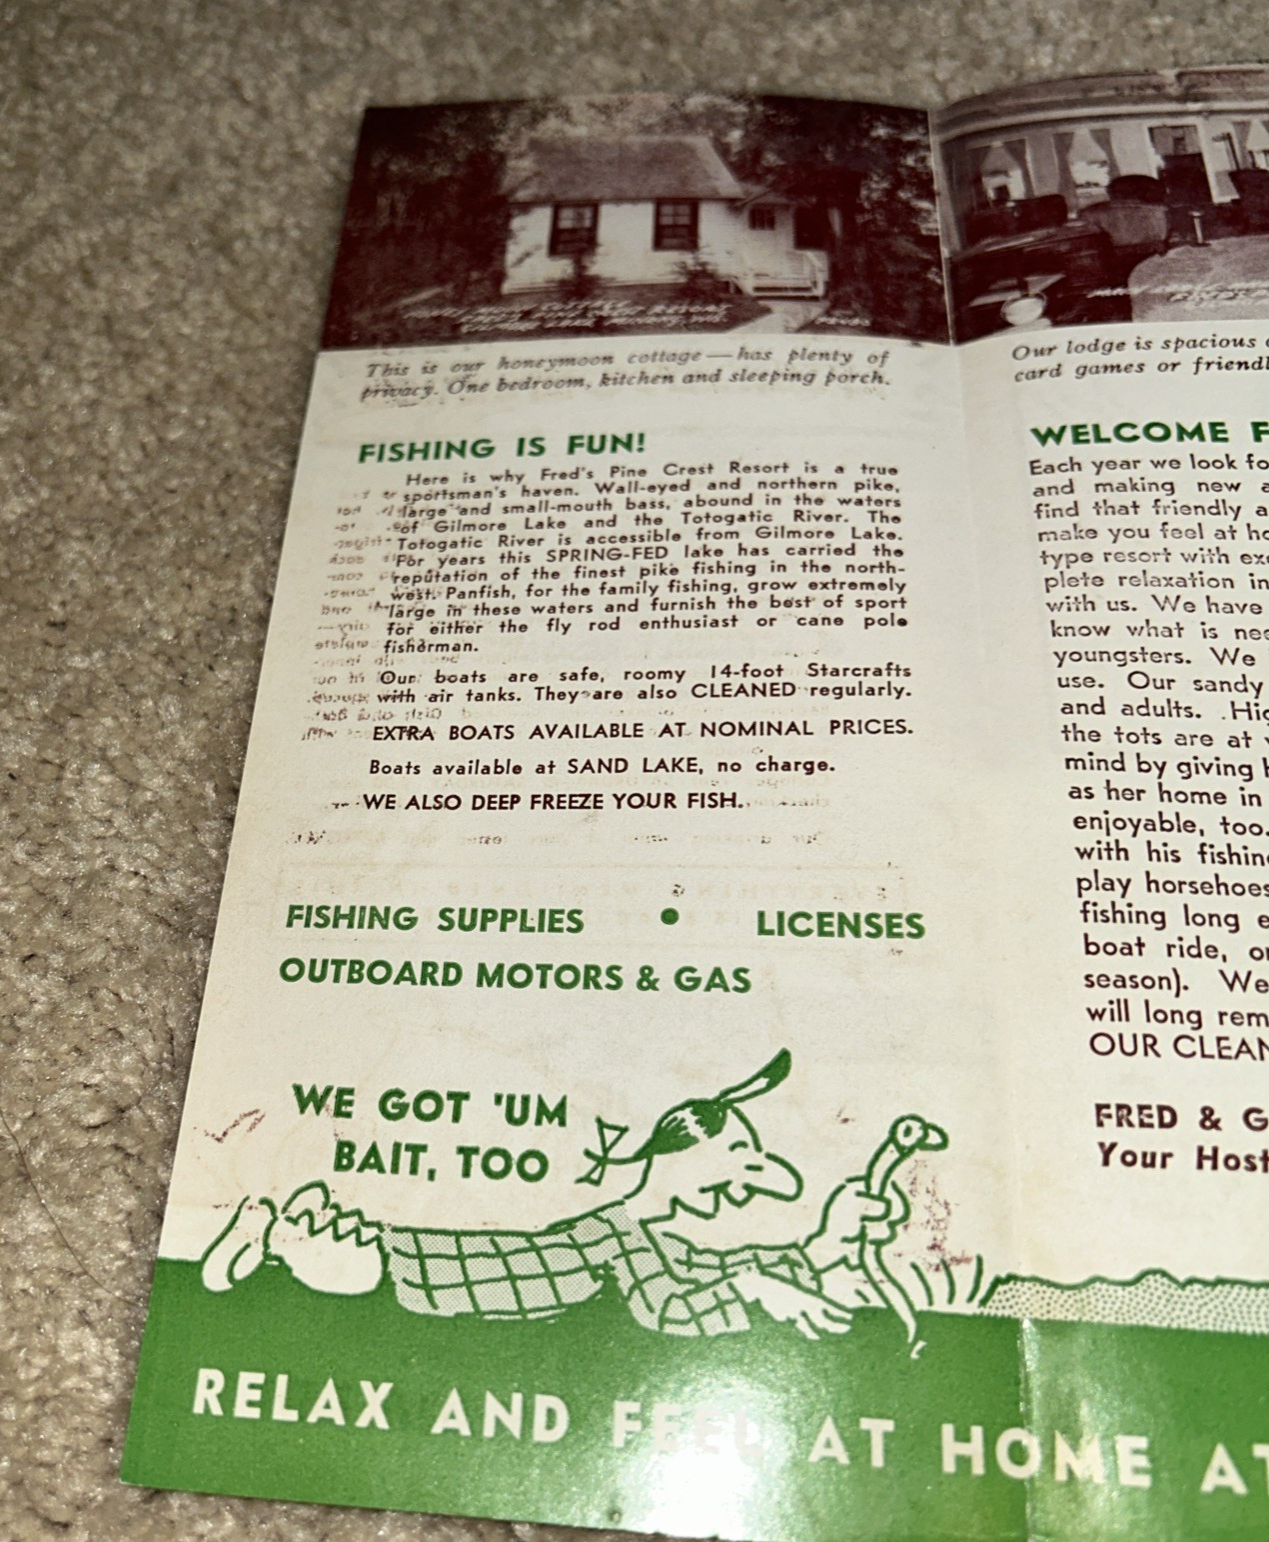 This is our honeymoon cottage — has plenty of
privacy. One bedroom, kitchen and sleeping porch.
FISHING IS FUN!
Here is why Fred's Pine Crest Resort is a true
sportsman's haven. Wall-eyed and northern pike,
large and small-mouth bass, abound in the waters
of Gilmore Lake and the Totogatic River. The
Totogatic River is accessible from Gilmore Lake.
For years this SPRING-FED lake has carried the
reputation of the finest pike fishing in the north-
west. Panfish, for the family fishing, grow extremely
large in these waters and furnish the best of sport
for either the fly rod enthusiast or cane pole
fisherman.
Our boats are safe, roomy 14-foot Starcrafts
with air tanks. They are also CLEANED regularly.
EXTRA BOATS AVAILABLE AT NOMINAL PRICES.
Boats available at SAND LAKE, no charge.
WE ALSO DEEP FREEZE YOUR FISH.
FISHING SUPPLIES • LICENSES
OUTBOARD MOTORS & GAS
WE GOT 'UM
BAIT, TOO
Our lodge is spacious
card games or friendl
WELCOME F
Each year we look fo
and making new a
find that friendly a
make you feel at ho
type resort with exc
plete relaxation in
with us. We have
know what is nee
youngsters. We
use. Our sandy
and adults. Hig
the tots are at
mind by giving
as her home in
enjoyable, too.
with his fishing
play horsehoes
fishing long e
boat ride, or
season). We
will long rem
OUR CLEAN
FRED & G
Your Host
RELAX AND FEEL AT HOME AT